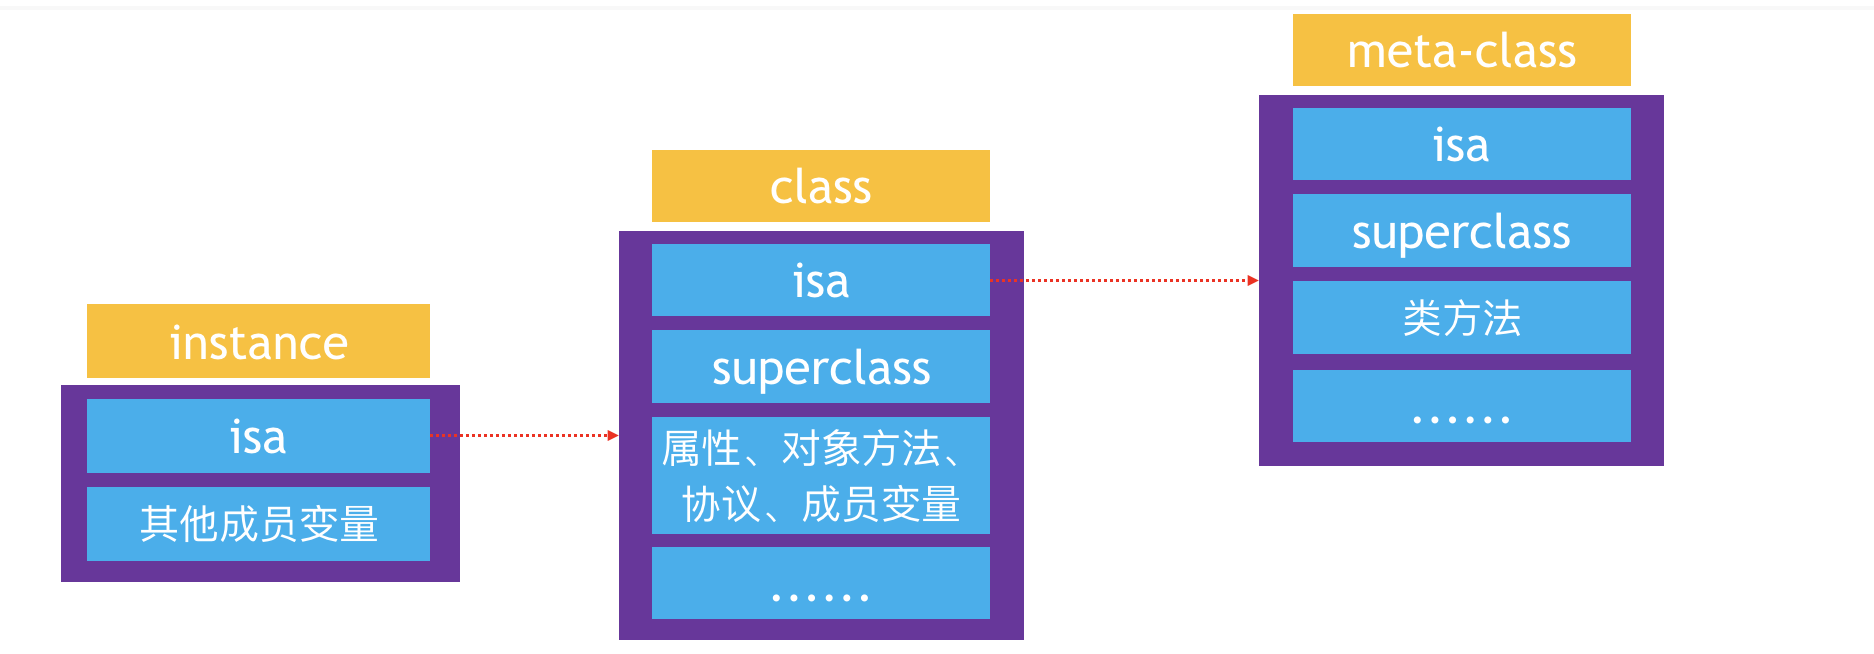 instance
isa
其他成员变量
class
isa
superclass
属性、对象方法、
协议、成员变量
......
meta-class
isa
superclass
类方法
......